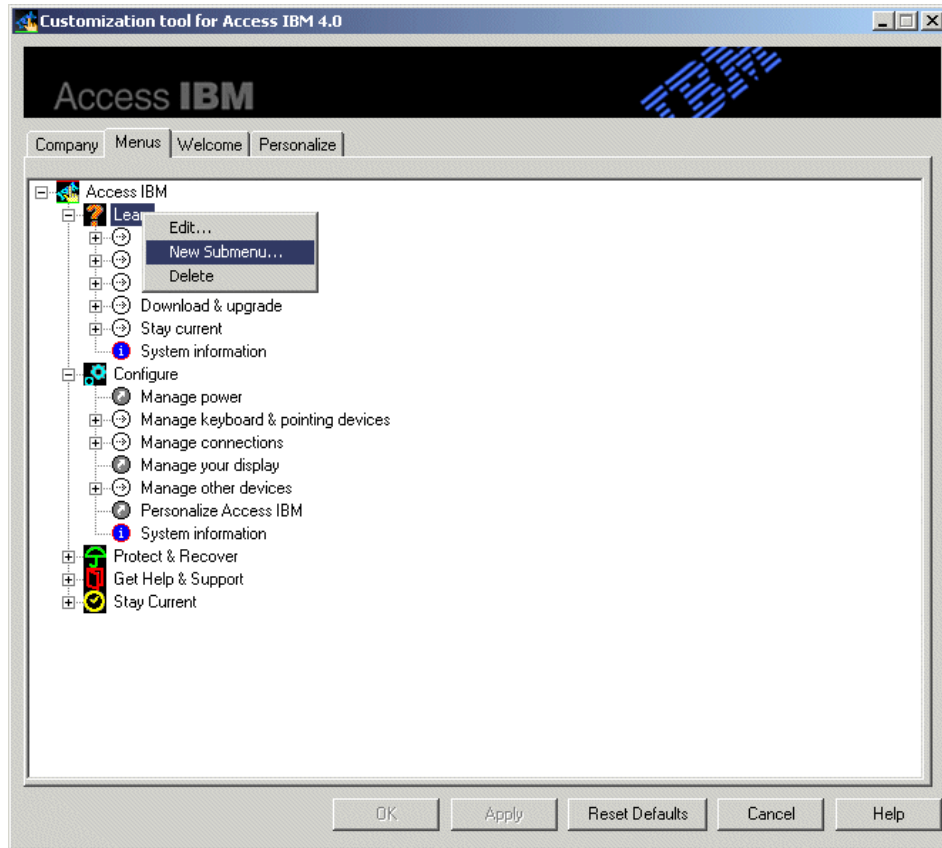 Customization tool for Access IBM 4.0
Access IBM
IBM
Company Menus Welcome Personalize
Access IBM
Edit...
New Submenu...
Delete
Download & upgrade
Stay current
System information
Configure
Manage power
Manage keyboard & pointing devices
Manage connections
Manage your display
Manage other devices
Personalize Access IBM
System information
Protect & Recover
Get Help & Support
Stay Current
OK Apply Reset Defaults Cancel Help